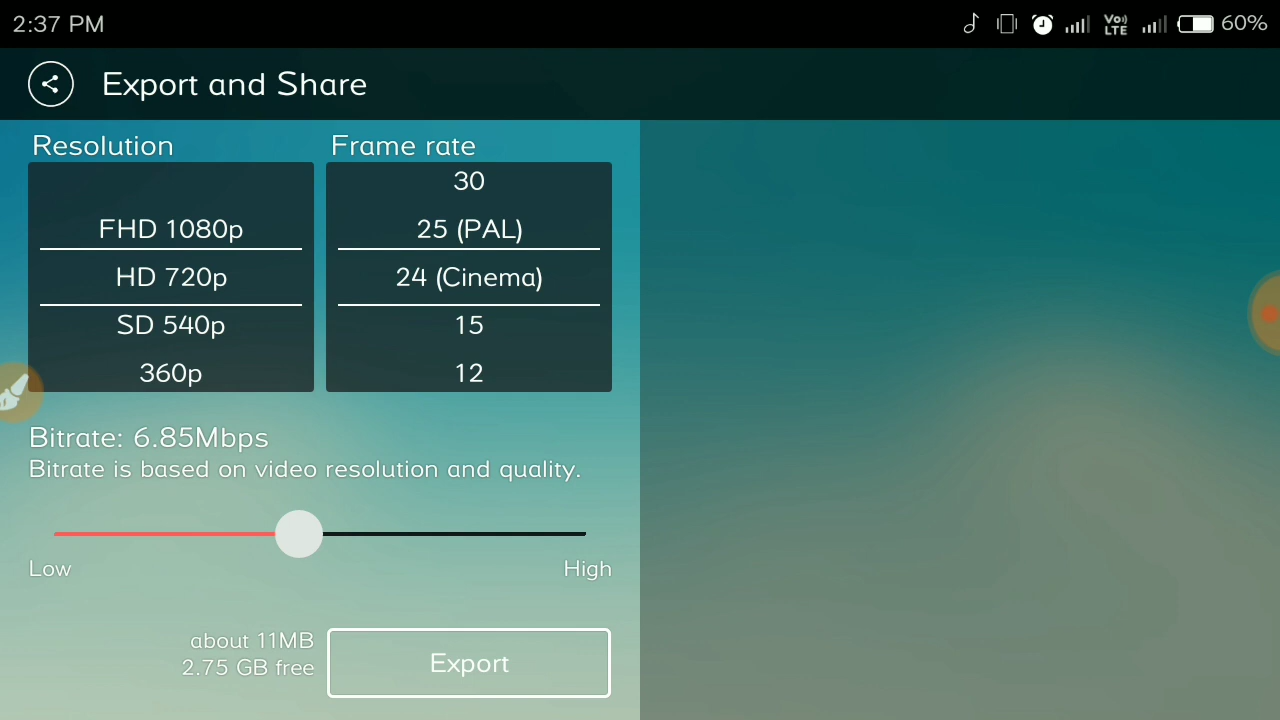 2:37 PM
Vo) LTE
60%
Export and Share
Resolution
FHD 1080p
HD 720p
SD 540p
360p
Frame rate
30
25 (PAL)
24 (Cinema)
15
12
Bitrate: 6.85Mbps
Bitrate is based on video resolution and quality.
Low
High
about 11MB
2.75 GB free
Export